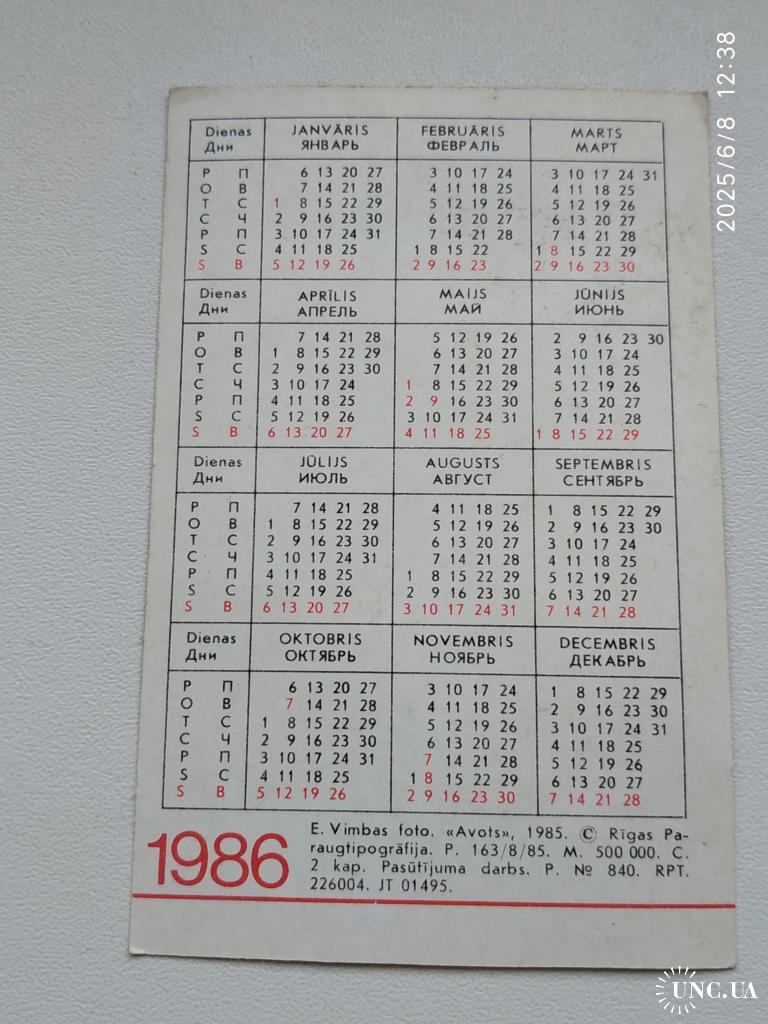 2025/6/8 12:38
Dienas JANVĀRIS FEBRUĀRIS MARTS
Дни ЯНВАРЬ ФЕВРАЛЬ МАРТ
P П 6 13 20 27 3 10 17 24 3 10 17 24 31
O В 7 14 21 28 4 11 18 25 4 11 18 25
T С 1 8 15 22 29 5 12 19 26 5 12 19 26
C Ч 2 9 16 23 30 6 13 20 27 6 13 20 27
P П 3 10 17 24 31 7 14 21 28 7 14 21 28
S С 4 11 18 25 1 8 15 22 1 8 15 22 29
S В 5 12 19 26 2 9 16 23 2 9 16 23 30
Dienas APRĪLIS MAIJS JŪNIJS
Дни АПРЕЛЬ МАЙ ИЮНЬ
P П 7 14 21 28 5 12 19 26 2 9 16 23 30
O В 1 8 15 22 29 6 13 20 27 3 10 17 24
T С 2 9 16 23 30 7 14 21 28 4 11 18 25
C Ч 3 10 17 24 1 8 15 22 29 5 12 19 26
P П 4 11 18 25 2 9 16 23 30 6 13 20 27
S С 5 12 19 26 3 10 17 24 31 7 14 21 28
S В 6 13 20 27 4 11 18 25 1 8 15 22 29
Dienas JŪLIJS AUGUSTS SEPTEMBRIS
Дни ИЮЛЬ АВГУСТ СЕНТЯБРЬ
P П 7 14 21 28 4 11 18 25 1 8 15 22 29
O В 1 8 15 22 29 5 12 19 26 2 9 16 23 30
T С 2 9 16 23 30 6 13 20 27 3 10 17 24
C Ч 3 10 17 24 31 7 14 21 28 4 11 18 25
P П 4 11 18 25 1 8 15 22 29 5 12 19 26
S С 5 12 19 26 2 9 16 23 30 6 13 20 27
S В 6 13 20 27 3 10 17 24 31 7 14 21 28
Dienas OKTOBRIS NOVEMBRIS DECEMBRIS
Дни ОКТЯБРЬ НОЯБРЬ ДЕКАБРЬ
P П 6 13 20 27 3 10 17 24 1 8 15 22 29
O В 7 14 21 28 4 11 18 25 2 9 16 23 30
T С 1 8 15 22 29 5 12 19 26 3 10 17 24 31
C Ч 2 9 16 23 30 6 13 20 27 4 11 18 25
P П 3 10 17 24 31 7 14 21 28 5 12 19 26
S С 4 11 18 25 1 8 15 22 29 6 13 20 27
S В 5 12 19 26 2 9 16 23 30 7 14 21 28
1986
E. Vimbas foto. «Avots», 1985. © Rīgas Pa-
raugtipogrāfija. P. 163/8/85. M. 500 000. C.
2 kap. Pasūtījuma darbs. P. № 840. RPT.
226004. JT 01495.
UNC.UA